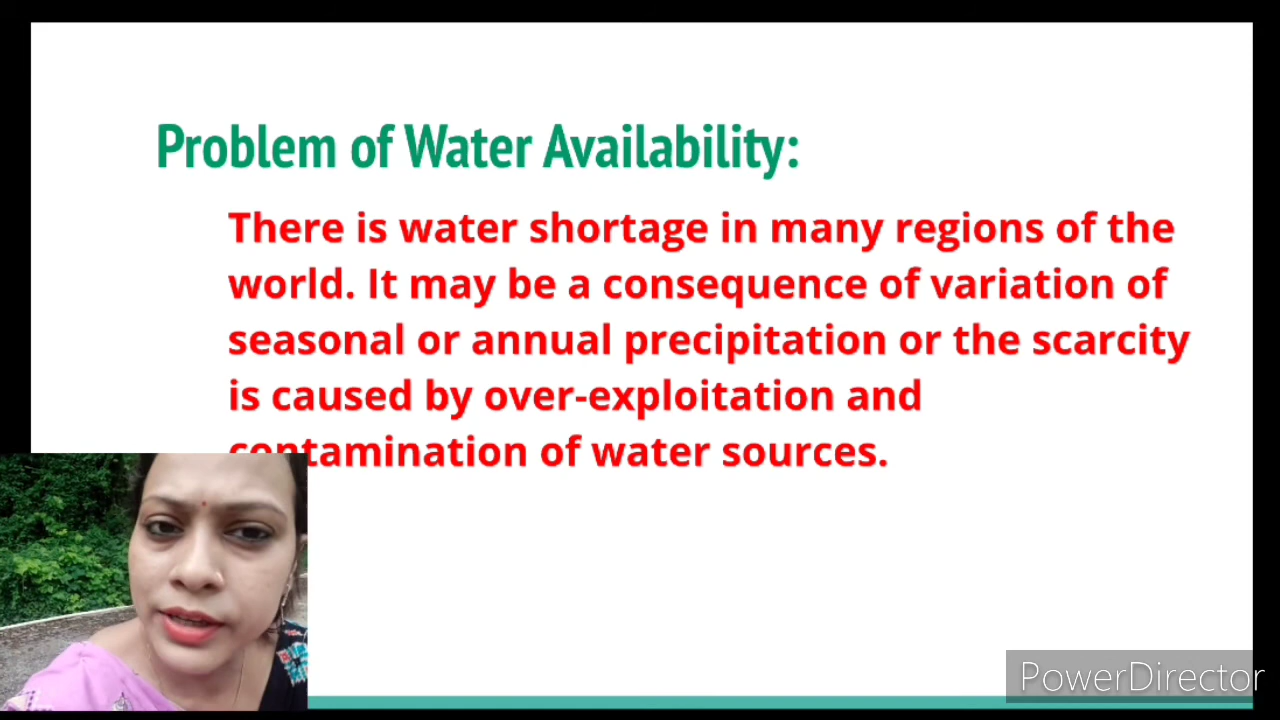 Problem of Water Availability:
There is water shortage in many regions of the
world. It may be a consequence of variation of
seasonal or annual precipitation or the scarcity
is caused by over-exploitation and
contamination of water sources.
PowerDirector